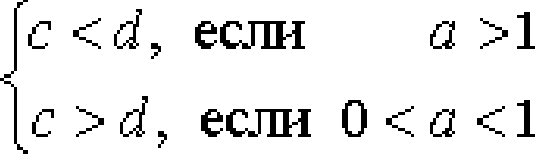 c < d, если a > 1
c > d, если 0 < a < 1